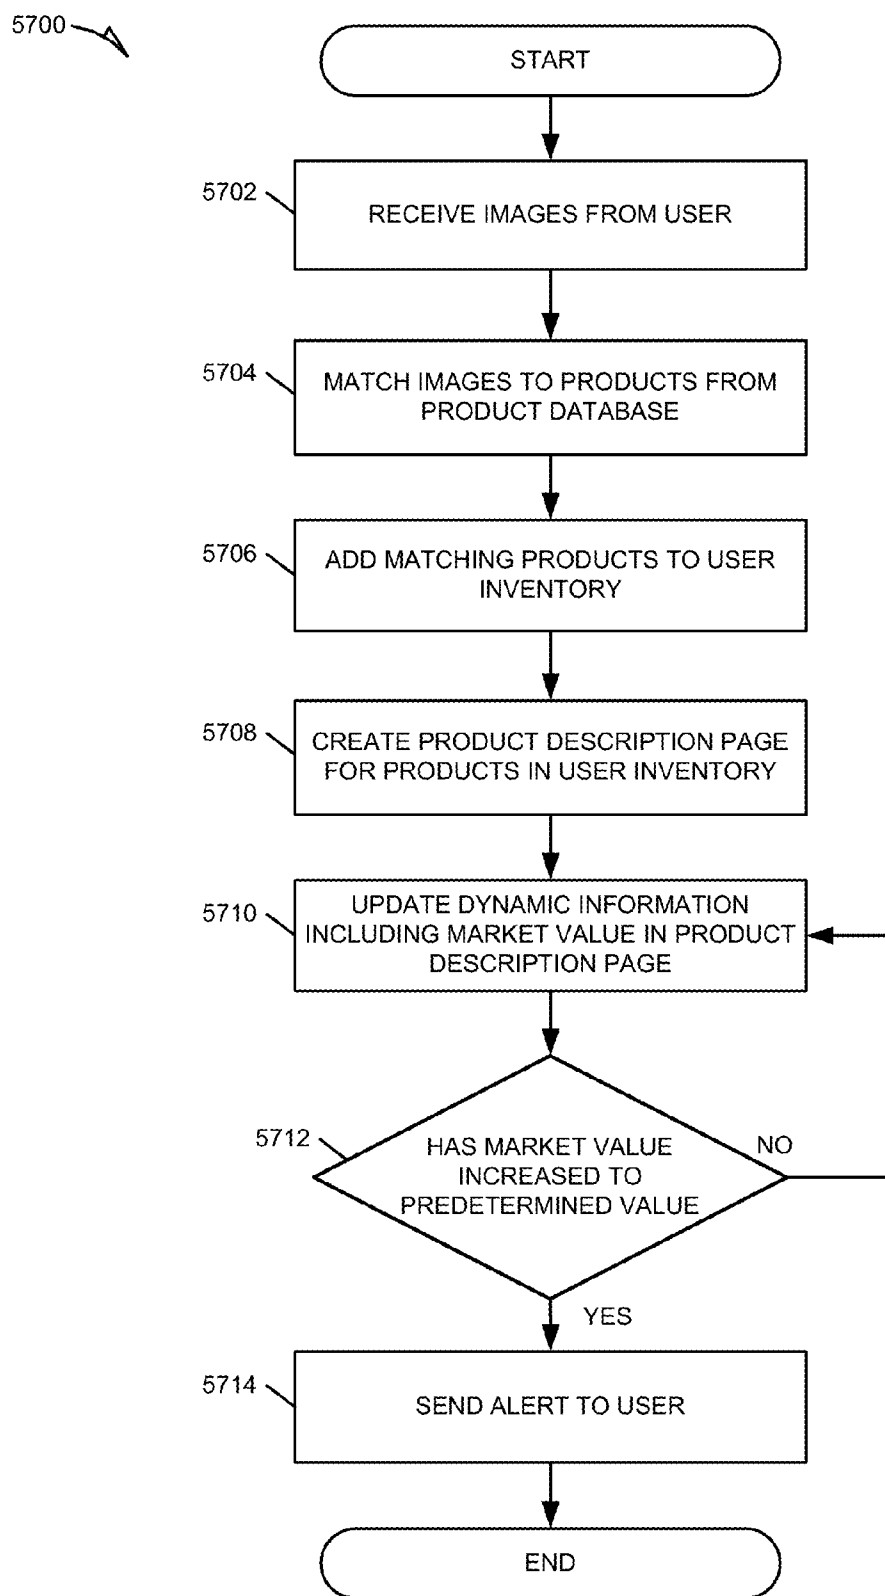 5700
START
5702
RECEIVE IMAGES FROM USER
5704
MATCH IMAGES TO PRODUCTS FROM
PRODUCT DATABASE
5706
ADD MATCHING PRODUCTS TO USER
INVENTORY
5708
CREATE PRODUCT DESCRIPTION PAGE
FOR PRODUCTS IN USER INVENTORY
5710
UPDATE DYNAMIC INFORMATION
INCLUDING MARKET VALUE IN PRODUCT
DESCRIPTION PAGE
5712
HAS MARKET VALUE
INCREASED TO
PREDETERMINED VALUE
NO
YES
5714
SEND ALERT TO USER
END